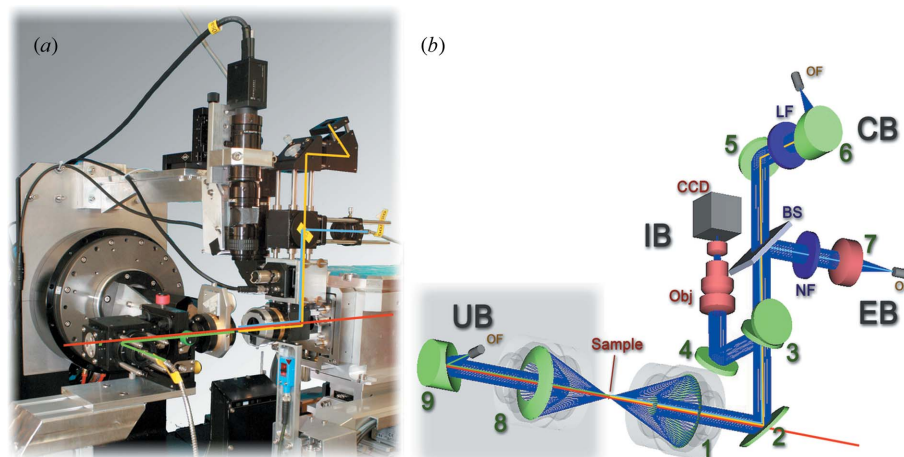 (a)
(b)
OF
LF
CB
5
6
CCD
BS
IB
7
Obj
NF
O
EB
UB
OF
Sample
4
3
9
8
1
2